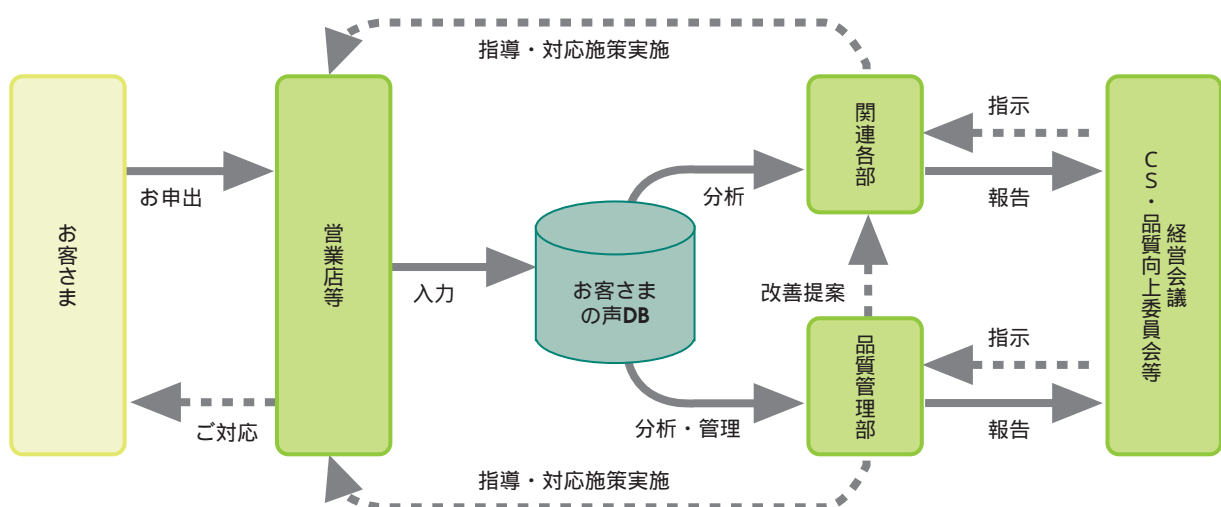 指導・対応施策実施
お客さま
お申出
ご対応
営業店等
入力
お客さま
の声DB
分析
分析・管理
関連各部
改善提案
品質管理部
指示
報告
指示
報告
経営会議
CS・品質向上委員会等
指導・対応施策実施